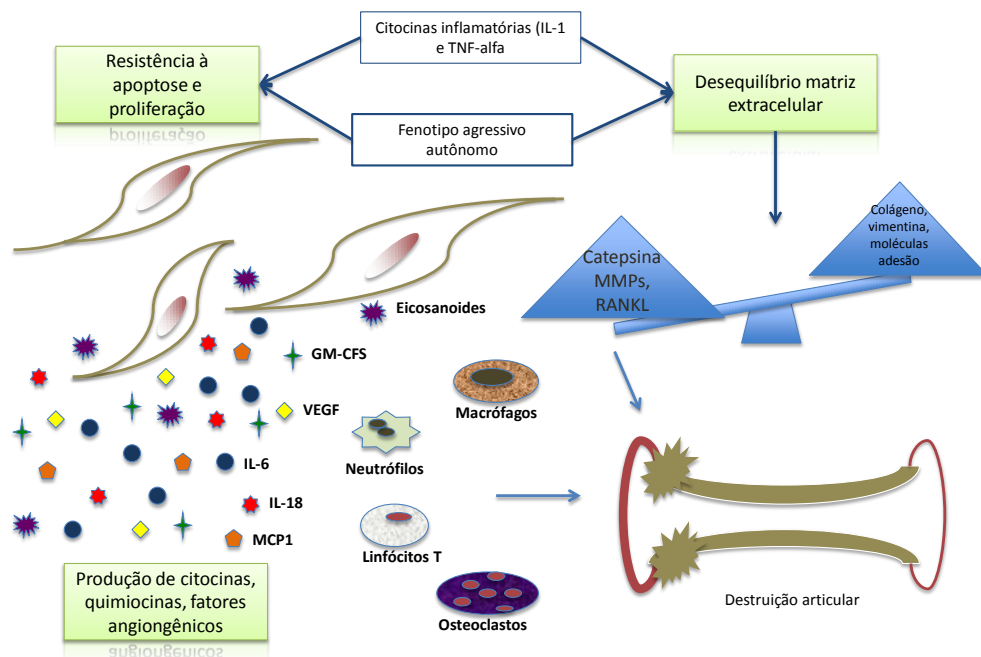 Citocinas inflamatórias (IL-1
e TNF-alfa
Resistência à
apoptose e
proliferação
Desequilíbrio matriz
extracelular
Fenotipo agressivo
autônomo
Colágeno,
vimentina,
moléculas
adesão
Catepsina
MMPs,
RANKL
Eicosanoides
GM-CFS
VEGF
Macrófagos
Neutrófilos
IL-6
IL-18
MCP1
Linfócitos T
Osteoclastos
Produção de citocinas,
quimiocinas, fatores
angiongênicos
Destruição articular